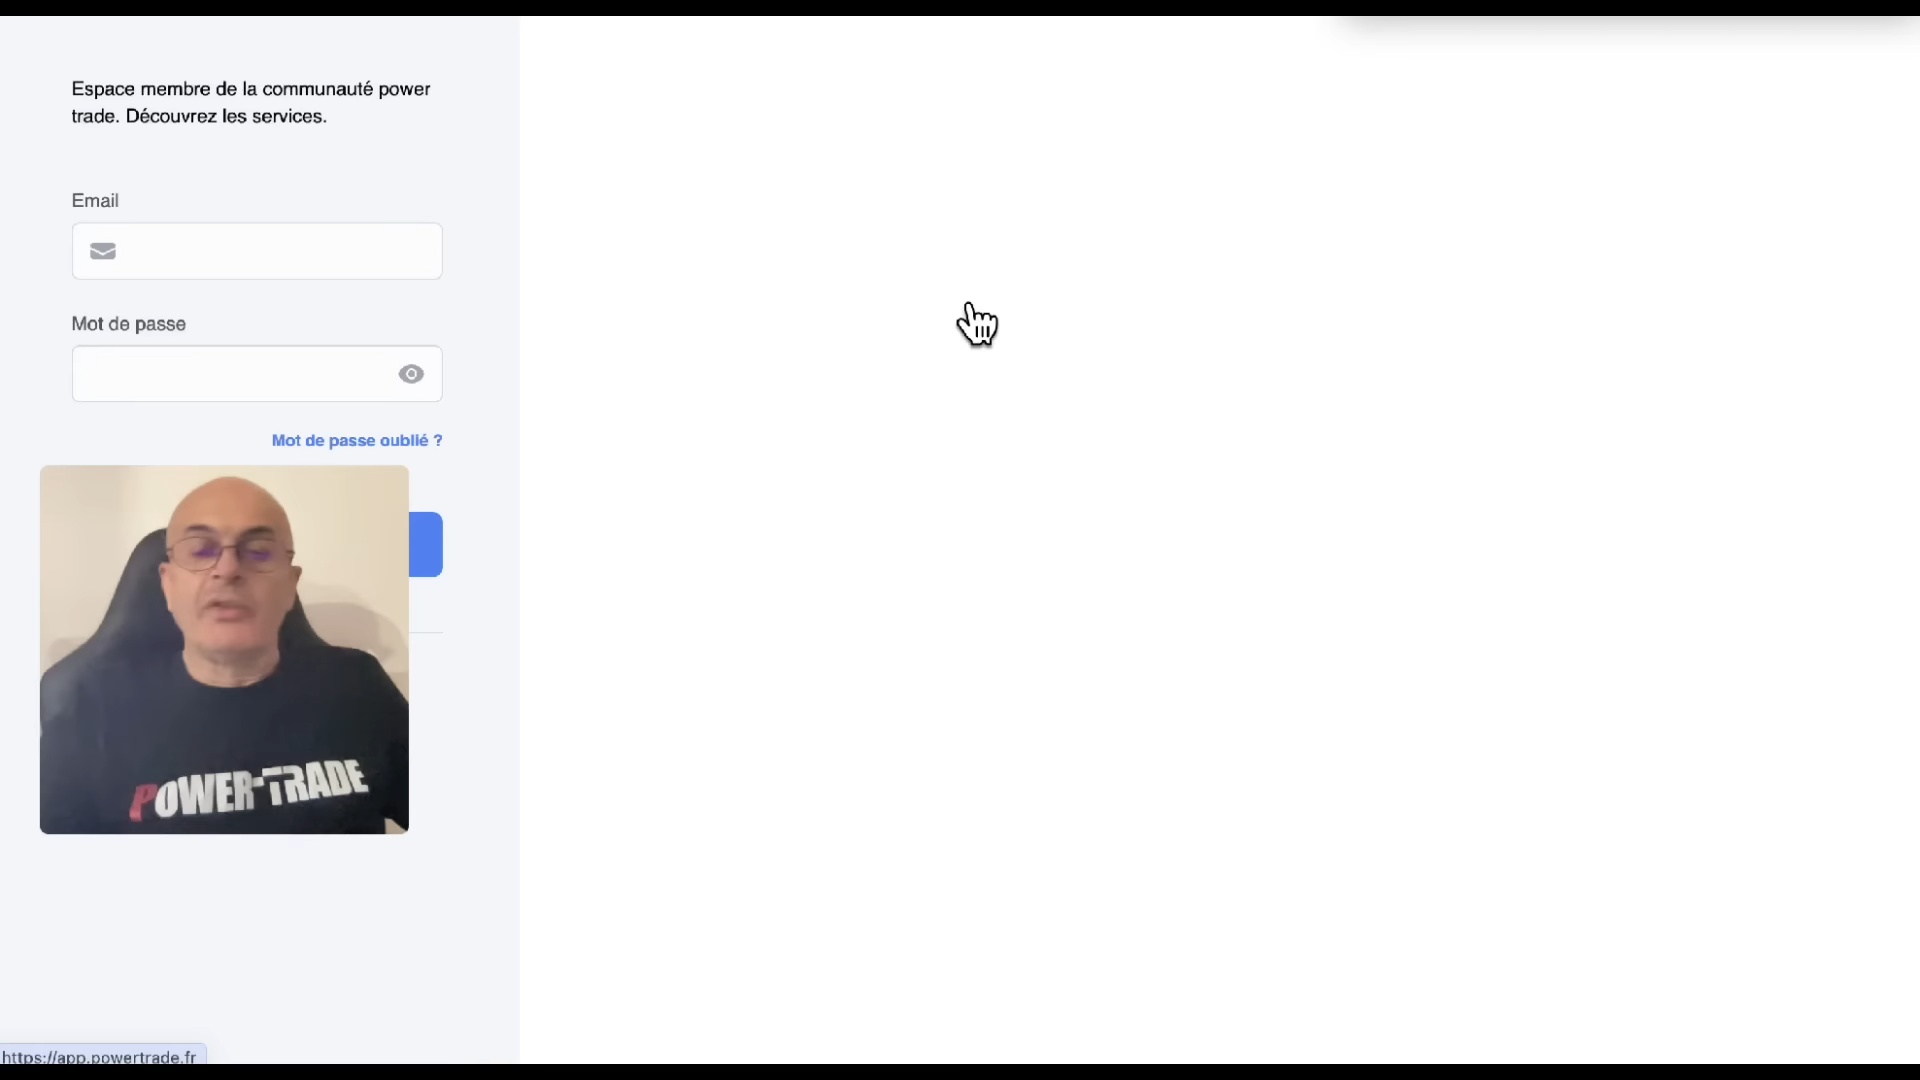 Espace membre de la communauté power
trade. Découvrez les services.
Email
Mot de passe
Mot de passe oublié ?
POWER-TRADE
https://app.powertrade.fr